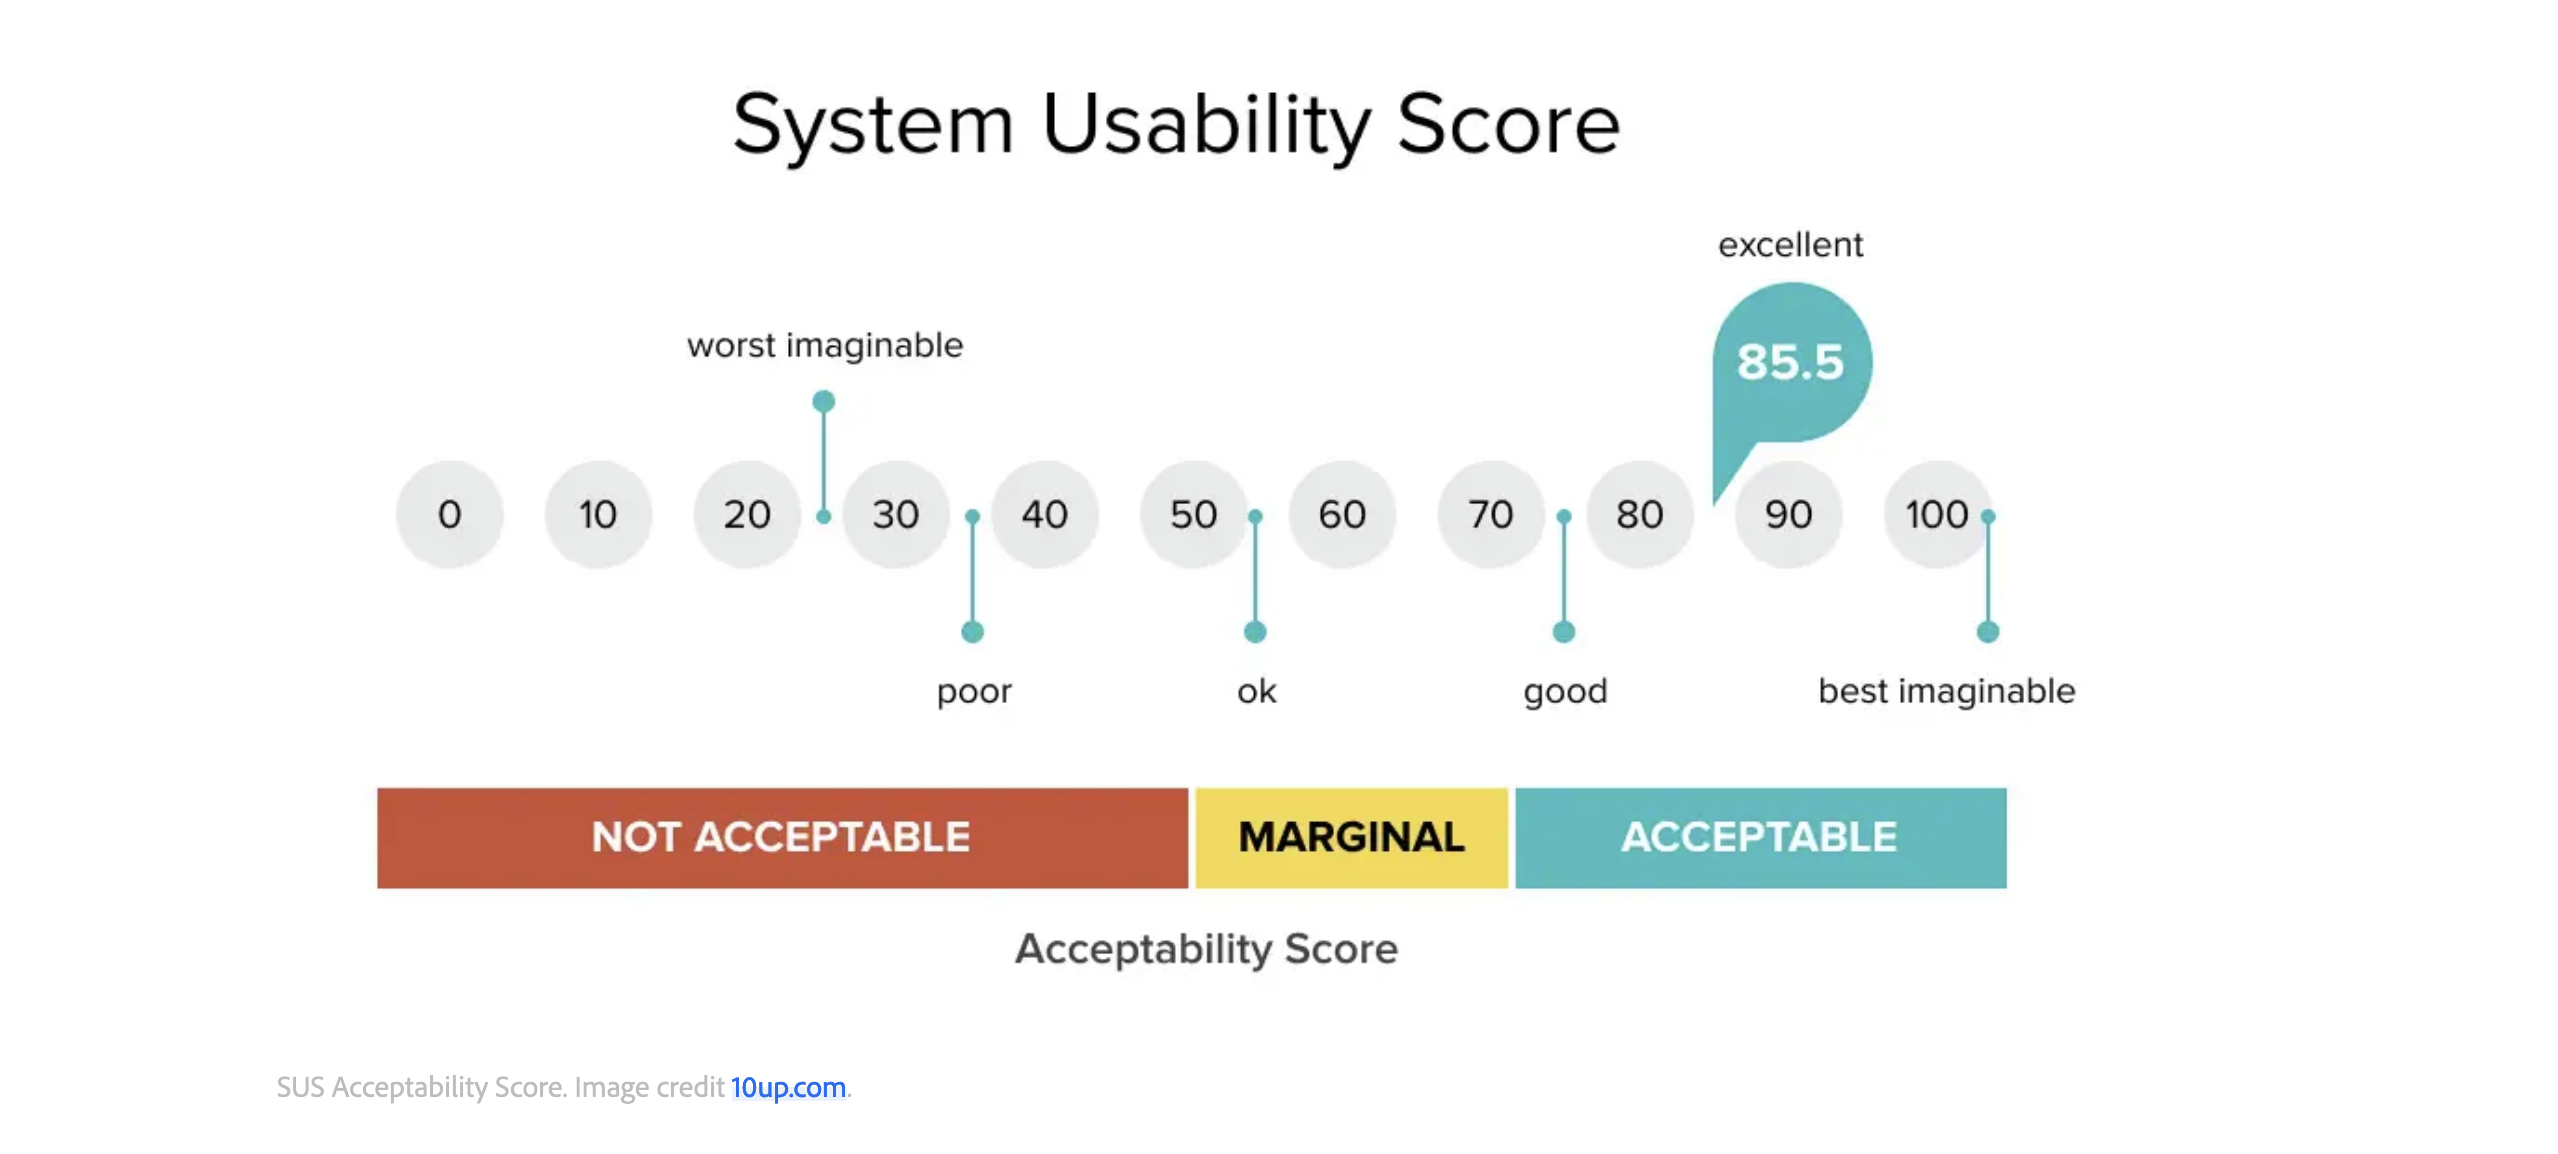 System Usability Score
excellent
85.5
worst imaginable
0 10 20 30 40 50 60 70 80 90 100
poor ok good best imaginable
NOT ACCEPTABLE MARGINAL ACCEPTABLE
Acceptability Score
SUS Acceptability Score. Image credit 10up.com.